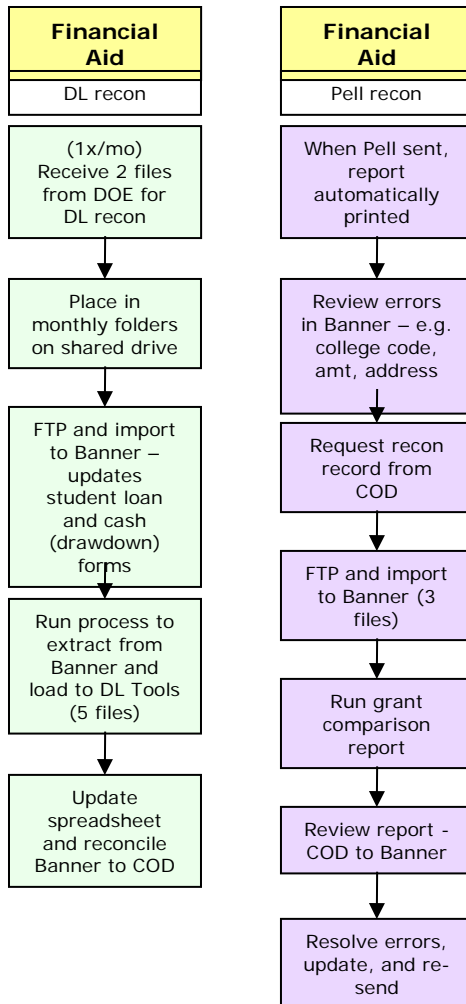 Financial
Aid
DL recon
(1x/mo)
Receive 2 files
from DOE for
DL recon
Place in
monthly folders
on shared drive
FTP and import
to Banner –
updates
student loan
and cash
(drawdown)
forms
Run process to
extract from
Banner and
load to DL Tools
(5 files)
Update
spreadsheet
and reconcile
Banner to COD
Financial
Aid
Pell recon
When Pell sent,
report
automatically
printed
Review errors
in Banner – e.g.
college code,
amt, address
Request recon
record from
COD
FTP and import
to Banner (3
files)
Run grant
comparison
report
Review report -
COD to Banner
Resolve errors,
update, and re-
send